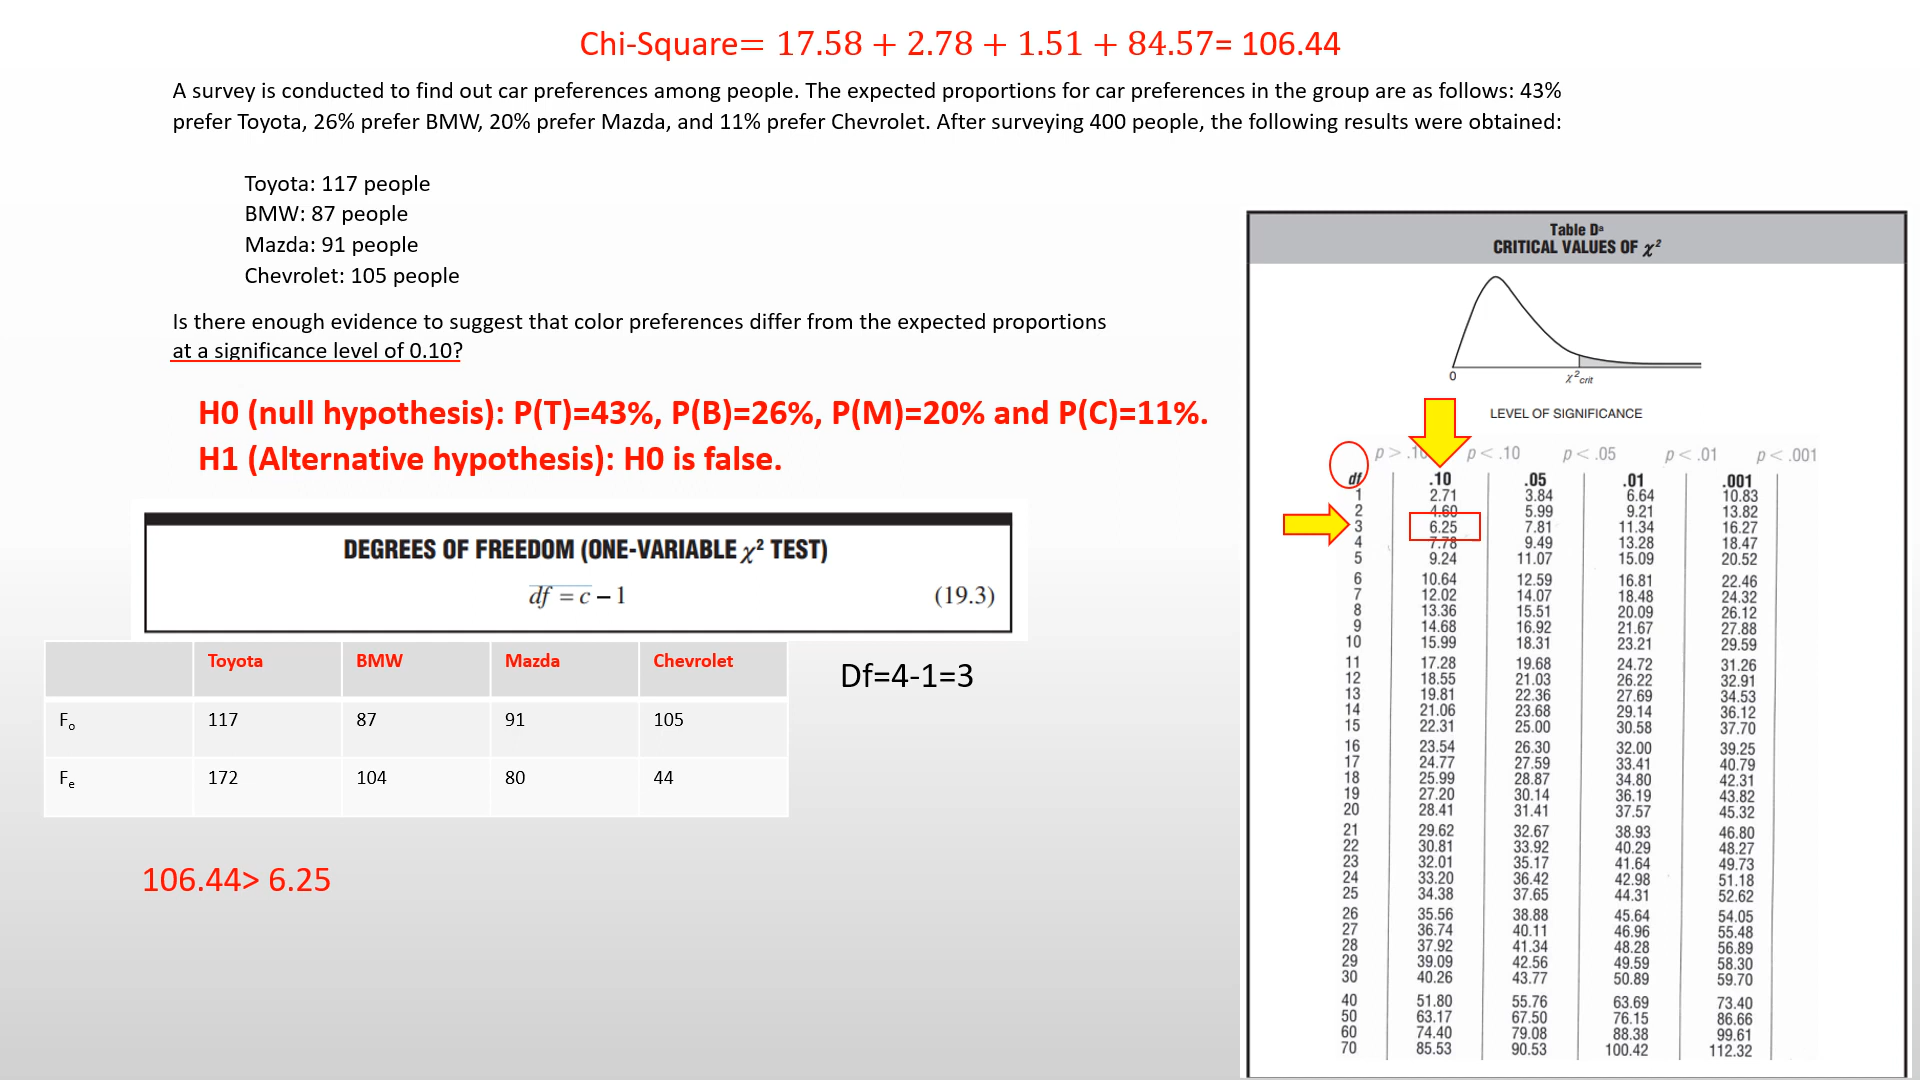 Chi-Square= 17.58 + 2.78 + 1.51 + 84.57= 106.44
A survey is conducted to find out car preferences among people. The expected proportions for car preferences in the group are as follows: 43%
prefer Toyota, 26% prefer BMW, 20% prefer Mazda, and 11% prefer Chevrolet. After surveying 400 people, the following results were obtained:
Toyota: 117 people
BMW: 87 people
Mazda: 91 people
Chevrolet: 105 people
Is there enough evidence to suggest that color preferences differ from the expected proportions
at a significance level of 0.10?
H0 (null hypothesis): P(T)=43%, P(B)=26%, P(M)=20% and P(C)=11%.
H1 (Alternative hypothesis): H0 is false.
DEGREES OF FREEDOM (ONE-VARIABLE χ² TEST)
df = c – 1 (19.3)
Toyota BMW Mazda Chevrolet
Fo 117 87 91 105
Fe 172 104 80 44
Df=4-1=3
106.44> 6.25
Table Dᵃ
CRITICAL VALUES OF χ²
0 χ² crit
LEVEL OF SIGNIFICANCE
p > .10 p < .10 p < .05 p < .01 p < .001
df .10 .05 .01 .001
1 2.71 3.84 6.64 10.83
2 4.60 5.99 9.21 13.82
3 6.25 7.81 11.34 16.27
4 7.78 9.49 13.28 18.47
5 9.24 11.07 15.09 20.52
6 10.64 12.59 16.81 22.46
7 12.02 14.07 18.48 24.32
8 13.36 15.51 20.09 26.12
9 14.68 16.92 21.67 27.88
10 15.99 18.31 23.21 29.59
11 17.28 19.68 24.72 31.26
12 18.55 21.03 26.22 32.91
13 19.81 22.36 27.69 34.53
14 21.06 23.68 29.14 36.12
15 22.31 25.00 30.58 37.70
16 23.54 26.30 32.00 39.25
17 24.77 27.59 33.41 40.79
18 25.99 28.87 34.80 42.31
19 27.20 30.14 36.19 43.82
20 28.41 31.41 37.57 45.32
21 29.62 32.67 38.93 46.80
22 30.81 33.92 40.29 48.27
23 32.01 35.17 41.64 49.73
24 33.20 36.42 42.98 51.18
25 34.38 37.65 44.31 52.62
26 35.56 38.88 45.64 54.05
27 36.74 40.11 46.96 55.48
28 37.92 41.34 48.28 56.89
29 39.09 42.56 49.59 58.30
30 40.26 43.77 50.89 59.70
40 51.80 55.76 63.69 73.40
50 63.17 67.50 76.15 86.66
60 74.40 79.08 88.38 99.61
70 85.53 90.53 100.42 112.32